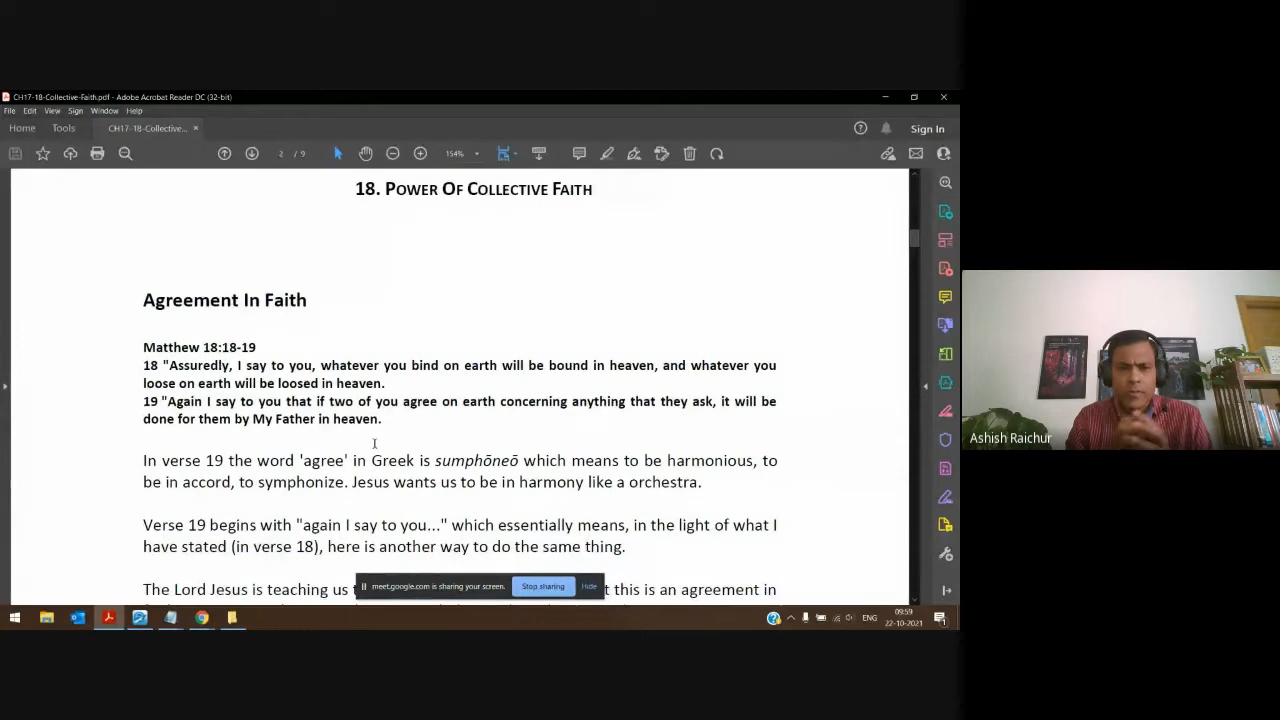 CH17-18-Collective-Faith.pdf - Adobe Acrobat Reader DC (32-bit)
File Edit View Sign Window Help
Home Tools CH17-18-Collective... × Sign In
2 / 9 154%
18. POWER OF COLLECTIVE FAITH
Agreement In Faith
Matthew 18:18-19
18 "Assuredly, I say to you, whatever you bind on earth will be bound in heaven, and whatever you
loose on earth will be loosed in heaven.
19 "Again I say to you that if two of you agree on earth concerning anything that they ask, it will be
done for them by My Father in heaven.
In verse 19 the word 'agree' in Greek is sumphōneō which means to be harmonious, to
be in accord, to symphonize. Jesus wants us to be in harmony like a orchestra.
Verse 19 begins with "again I say to you..." which essentially means, in the light of what I
have stated (in verse 18), here is another way to do the same thing.
The Lord Jesus is teaching us t this is an agreement in
meet.google.com is sharing your screen. Stop sharing Hide
Ashish Raichur
ENG
09:59
22-10-2021